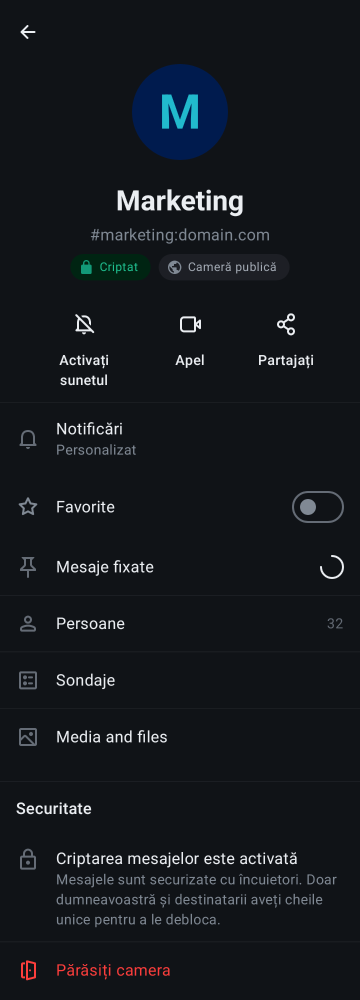 M
Marketing
#marketing:domain.com
Criptat
Cameră publică
Activați
sunetul
Apel
Partajați
Notificări
Personalizat
Favorite
Mesaje fixate
Persoane
32
Sondaje
Media and files
Securitate
Criptarea mesajelor este activată
Mesajele sunt securizate cu încuietori. Doar
dumneavoastră și destinatarii aveți cheile
unice pentru a le debloca.
Părăsiți camera